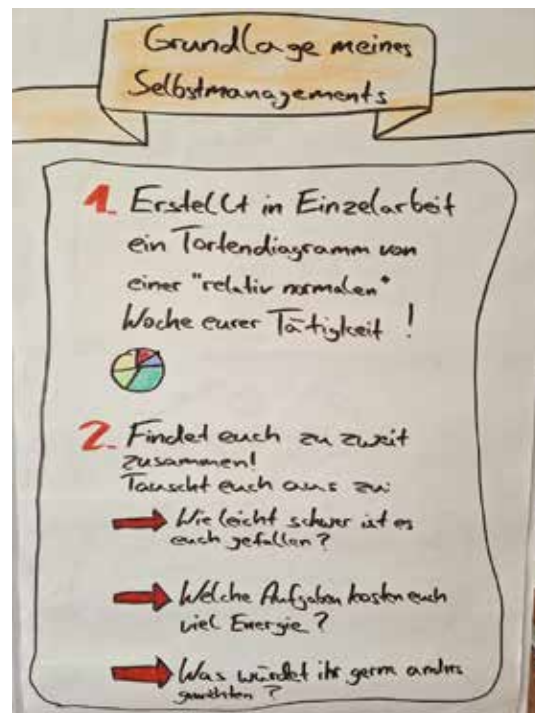 Grundlage meines
Selbstmanagements
1. Erstellt in Einzelarbeit
ein Tortendiagramm von
einer "relativ normalen"
Woche eurer Tätigkeit !
2. Findet euch zu zweit
zusammen!
Tauscht euch aus zu:
Wie leicht schwer ist es
euch gefallen ?
Welche Aufgaben kosten euch
viel Energie ?
Was würdet ihr gern anders
?